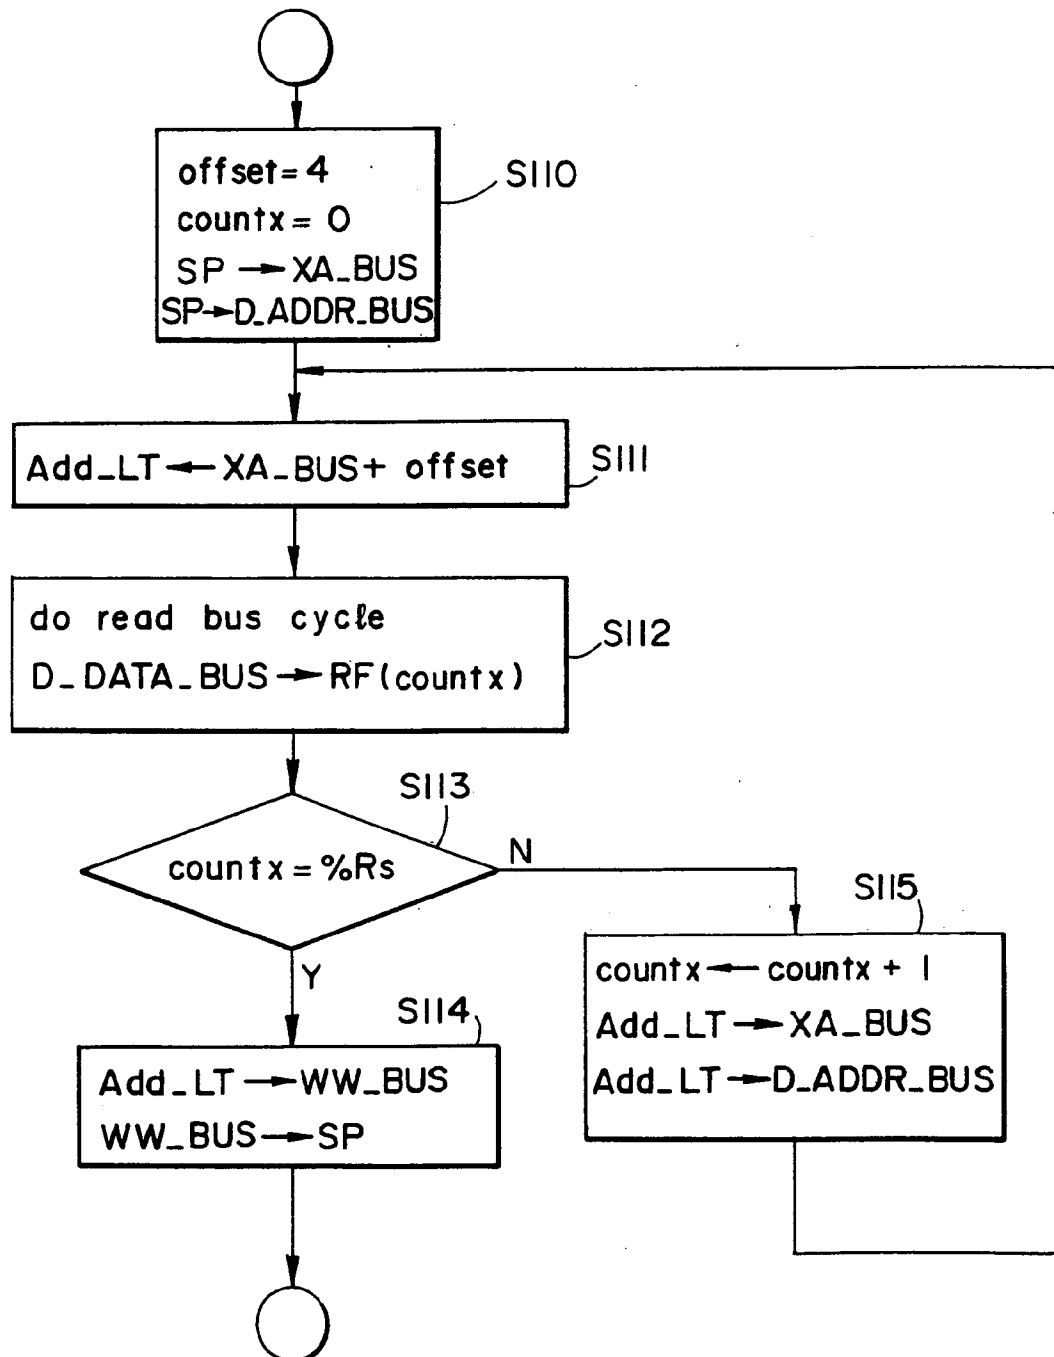 offset = 4
S110
countx = 0
SP → XA_BUS
SP → D_ADDR_BUS
Add_LT ← XA_BUS + offset
S111
do read bus cycle
S112
D_DATA_BUS → RF(countx)
S113
countx = %Rs
N
Y
S115
countx ← countx + 1
Add_LT → XA_BUS
Add_LT → D_ADDR_BUS
S114
Add_LT → WW_BUS
WW_BUS → SP